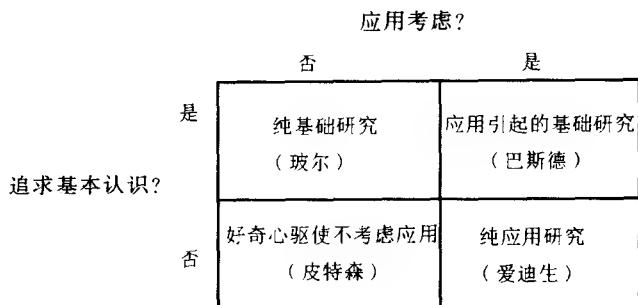 应用考虑?
否 是
是
纯基础研究 应用引起的基础研究
(玻尔) (巴斯德)
追求基本认识?
好奇心驱使不考虑应用 纯应用研究
否
(皮特森) (爱迪生)